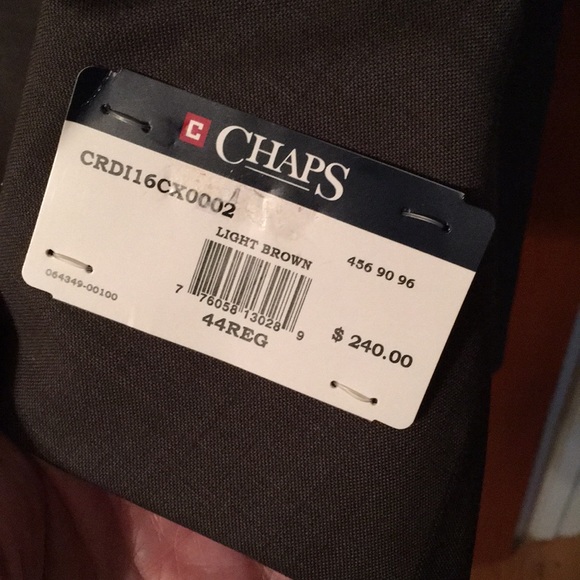 C CHAPS
CRDI16CX0002
LIGHT BROWN
456 90 96
064349-00100
7 76058 13028 9
44REG
$ 240.00